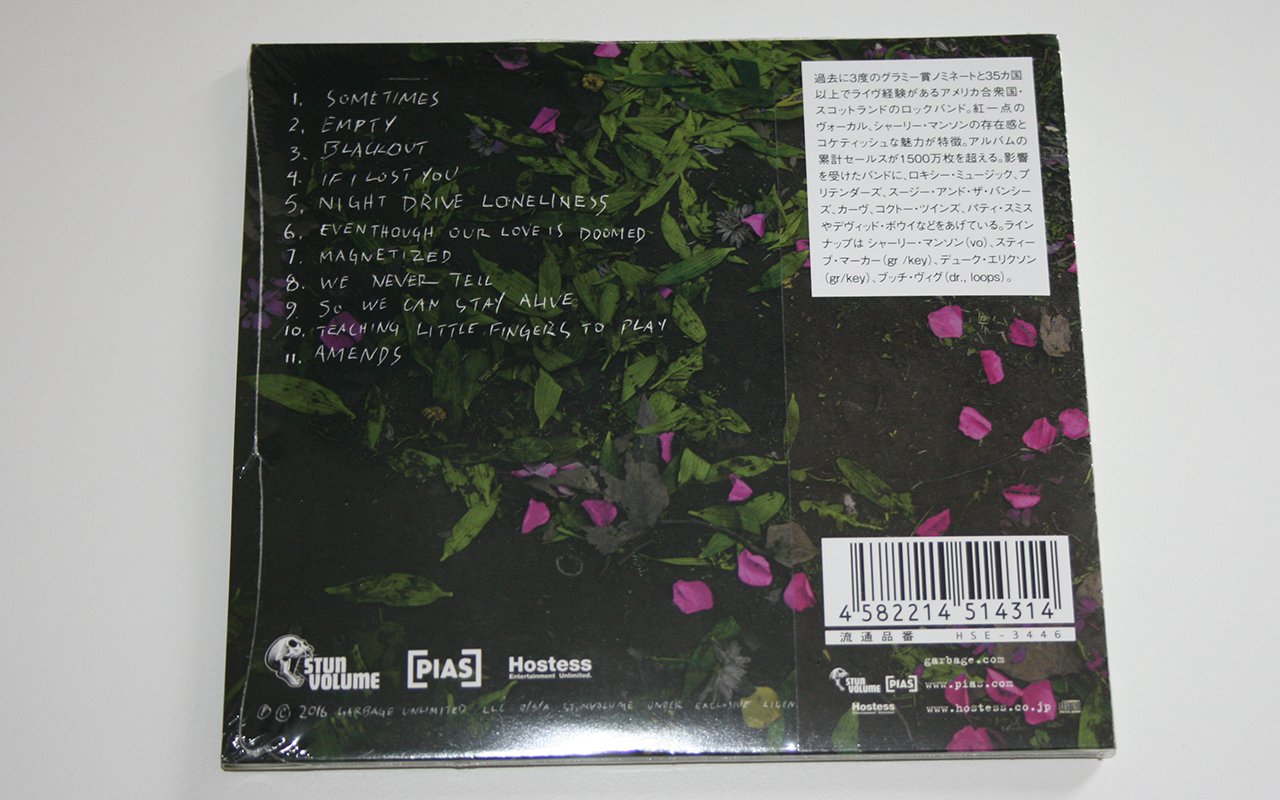 1. SOMETIMES
2. EMPTY
3. BLACKOUT
4. IF I LOST YOU
5. NIGHT DRIVE LONELINESS
6. EVENTHOUGH OUR LOVE IS DOOMED
7. MAGNETIZED
8. WE NEVER TELL
9. SO WE CAN STAY ALIVE
10. TEACHING LITTLE FINGERS TO PLAY
11. AMENDS
過去に3度のグラミー賞ノミネートと35カ国
以上でライヴ経験があるアメリカ合衆国・
スコットランドのロックバンド。紅一点の
ヴォーカル、シャーリー・マンソンの存在感と
コケティッシュな魅力が特徴。アルバムの
累計セールスが1500万枚を超える。影響
を受けたバンドに、ロキシー・ミュージック、プ
リテンダーズ、スージー・アンド・ザ・バンシー
ズ、カーヴ、コクトー・ツインズ、パティ・スミス
やデヴィッド・ボウイなどをあげている。ライン
ナップは シャーリー・マンソン(vo)、スティー
ブ・マーカー(gr /key)、デューク・エリクソン
(gr/key)、ブッチ・ヴィグ(dr., loops)。
4 582214 514314
流通品番 HSE-3446
STUN VOLUME
[PIAS]
Hostess
Entertainment Unlimited.
℗ © 2016 GARBAGE UNLIMITED LLC D/B/A STUNVOLUME UNDER EXCLUSIVE LICEN
garbage.com
STUN VOLUME [PIAS] www.pias.com
Hostess www.hostess.co.jp